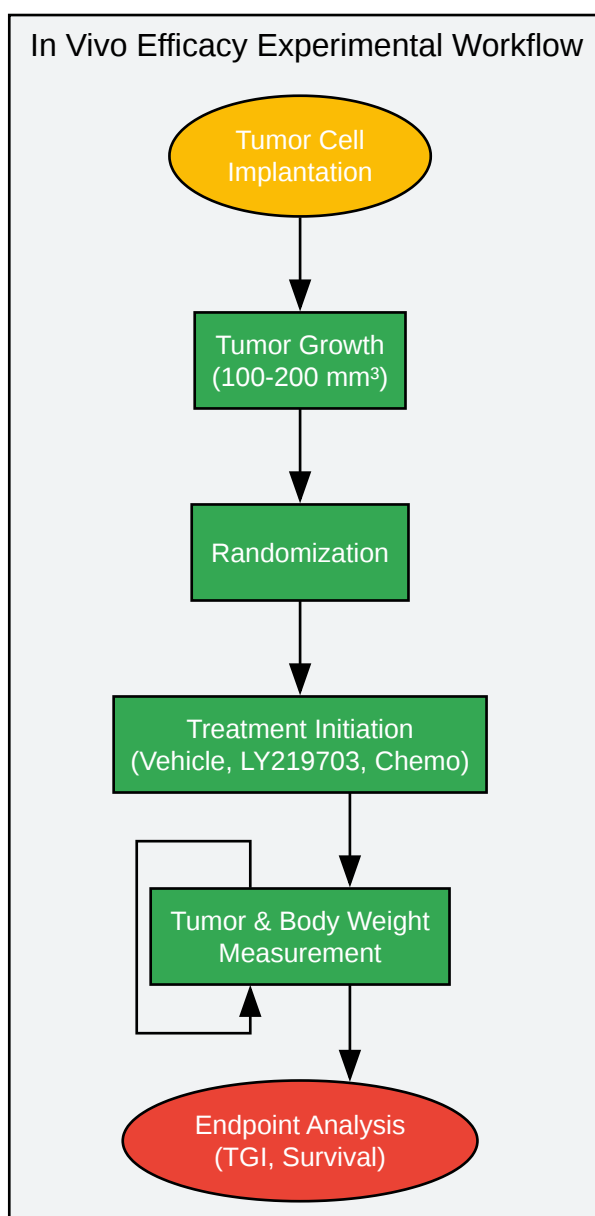 In Vivo Efficacy Experimental Workflow
Tumor Cell
Implantation
Tumor Growth
(100-200 mm³)
Randomization
Treatment Initiation
(Vehicle, LY219703, Chemo)
Tumor & Body Weight
Measurement
Endpoint Analysis
(TGI, Survival)